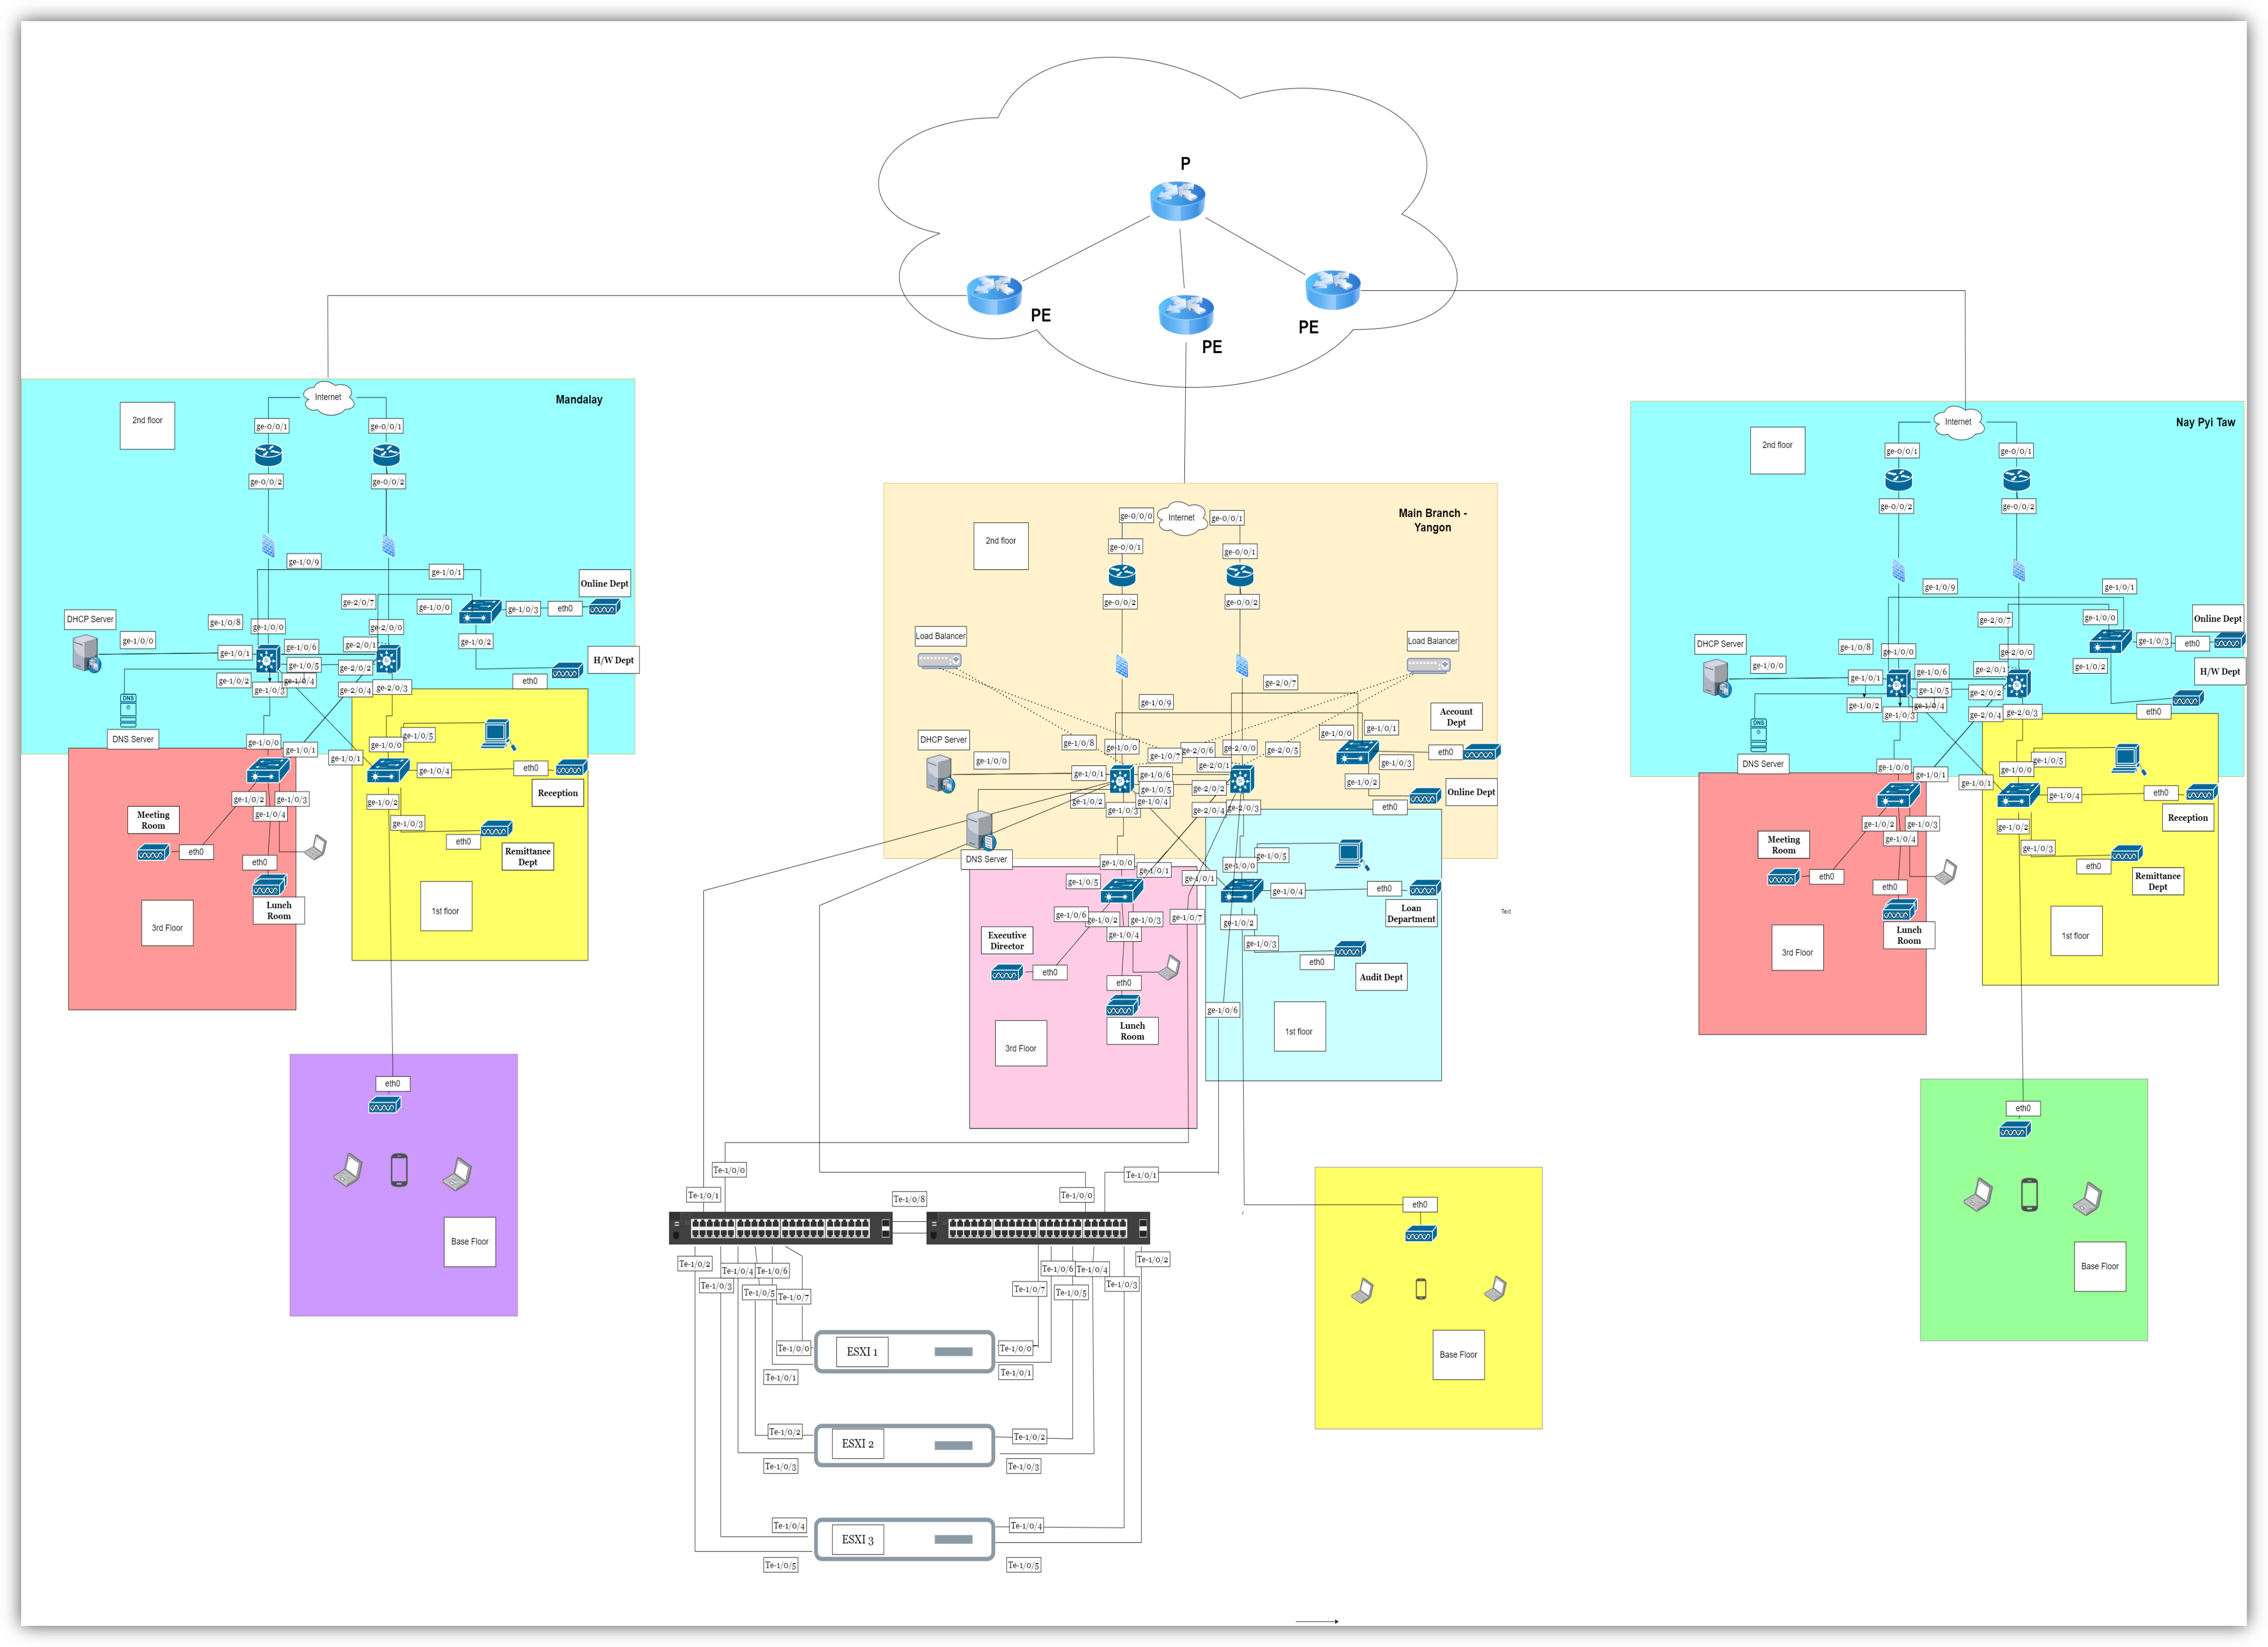 P
PE
PE
PE
Mandalay
Internet
2nd floor
ge-0/0/1
ge-0/0/1
ge-0/0/2
ge-0/0/2
ge-1/0/9
ge-1/0/1
Online Dept
ge-2/0/7
ge-1/0/0
ge-1/0/3
eth0
DHCP Server
ge-1/0/8
ge-1/0/0
ge-2/0/0
ge-1/0/0
ge-1/0/2
ge-1/0/1
ge-1/0/6
ge-2/0/1
H/W Dept
ge-1/0/5
ge-2/0/2
ge-1/0/2
ge-1/0/4
eth0
ge-1/0/3
ge-2/0/4
ge-2/0/3
DNS
DNS Server
ge-1/0/0
ge-1/0/1
ge-1/0/5
ge-1/0/0
ge-1/0/1
ge-1/0/4
eth0
Reception
ge-1/0/2
ge-1/0/3
ge-1/0/4
ge-1/0/2
Meeting
Room
eth0
ge-1/0/3
eth0
Remittance
Dept
eth0
Lunch
Room
3rd Floor
1st floor
eth0
Base Floor
Main Branch -
Yangon
Internet
ge-0/0/0
ge-0/0/1
2nd floor
ge-0/0/1
ge-0/0/1
ge-0/0/2
ge-0/0/2
Load Balancer
Load Balancer
ge-2/0/7
ge-1/0/9
Account
Dept
ge-1/0/1
ge-1/0/0
DHCP Server
ge-1/0/8
ge-1/0/0
ge-1/0/7
ge-2/0/6
ge-2/0/0
ge-2/0/5
eth0
ge-1/0/0
ge-2/0/1
ge-1/0/3
ge-1/0/1
ge-1/0/6
ge-1/0/2
ge-1/0/5
ge-2/0/2
Online Dept
ge-1/0/2
ge-1/0/4
eth0
ge-1/0/3
ge-2/0/4
ge-2/0/3
DNS Server
ge-1/0/0
ge-1/0/1
ge-1/0/5
ge-1/0/0
ge-1/0/5
ge-1/0/1
ge-1/0/4
eth0
Loan
Department
ge-1/0/6
ge-1/0/2
ge-1/0/3
ge-1/0/7
ge-1/0/2
Text
ge-1/0/4
Executive
Director
ge-1/0/3
eth0
eth0
Audit Dept
eth0
ge-1/0/6
Lunch
Room
3rd Floor
1st floor
Te-1/0/0
Te-1/0/1
Te-1/0/1
Te-1/0/8
Te-1/0/0
Te-1/0/2
Te-1/0/4
Te-1/0/6
Te-1/0/3
Te-1/0/5
Te-1/0/7
Te-1/0/2
Te-1/0/6
Te-1/0/4
Te-1/0/7
Te-1/0/5
Te-1/0/3
Te-1/0/0
ESXI 1
Te-1/0/0
Te-1/0/1
Te-1/0/1
Te-1/0/2
ESXI 2
Te-1/0/2
Te-1/0/3
Te-1/0/3
Te-1/0/4
ESXI 3
Te-1/0/4
Te-1/0/5
Te-1/0/5
eth0
Base Floor
Nay Pyi Taw
Internet
2nd floor
ge-0/0/1
ge-0/0/1
ge-0/0/2
ge-0/0/2
ge-1/0/9
ge-1/0/1
Online Dept
ge-2/0/7
ge-1/0/0
ge-1/0/3
eth0
DHCP Server
ge-1/0/8
ge-1/0/0
ge-2/0/0
ge-1/0/0
ge-1/0/2
ge-1/0/1
ge-1/0/6
ge-2/0/1
H/W Dept
ge-1/0/5
ge-2/0/2
ge-1/0/2
ge-1/0/4
eth0
ge-1/0/3
ge-2/0/4
ge-2/0/3
DNS
DNS Server
ge-1/0/0
ge-1/0/1
ge-1/0/5
ge-1/0/0
ge-1/0/1
ge-1/0/4
eth0
Reception
ge-1/0/2
ge-1/0/3
ge-1/0/4
ge-1/0/2
Meeting
Room
eth0
ge-1/0/3
eth0
Remittance
Dept
eth0
Lunch
Room
3rd Floor
1st floor
eth0
Base Floor